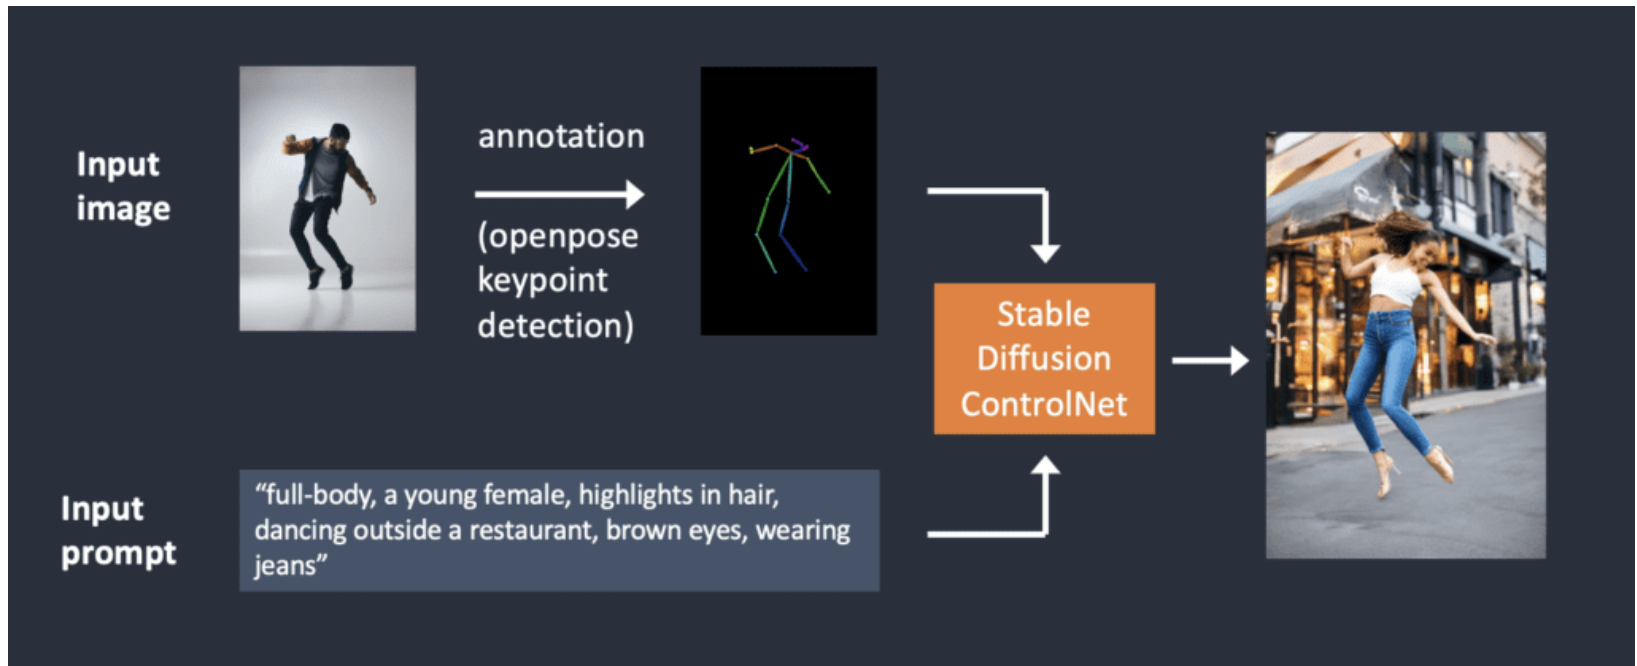 Input
image
annotation
(openpose
keypoint
detection)
Stable
Diffusion
ControlNet
Input
prompt
“full-body, a young female, highlights in hair,
dancing outside a restaurant, brown eyes, wearing
jeans”